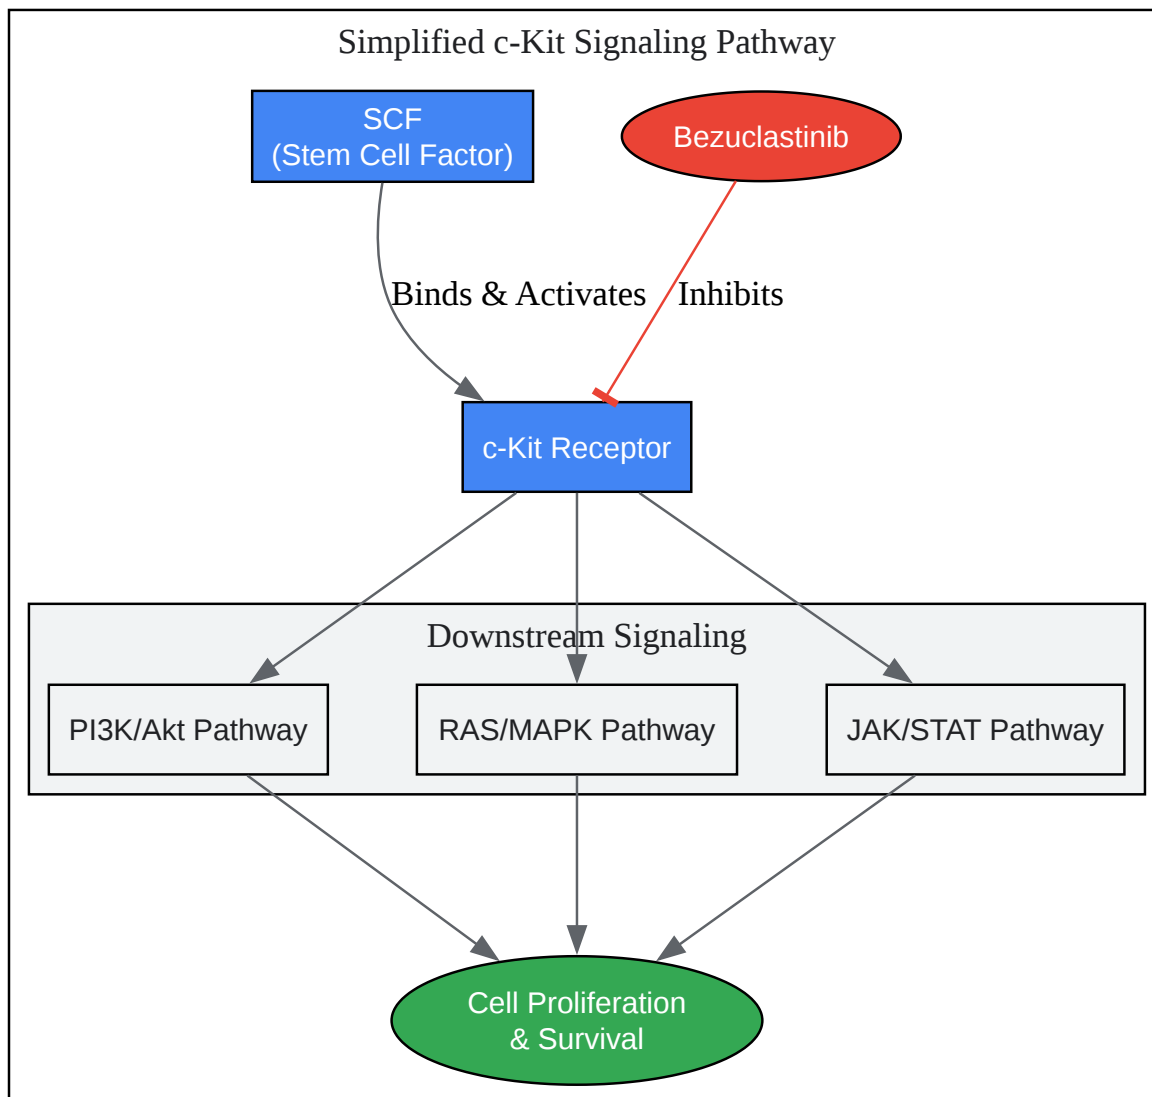 Simplified c-Kit Signaling Pathway
SCF
(Stem Cell Factor)
Bezuclastinib
Binds & Activates
Inhibits
c-Kit Receptor
Downstream Signaling
PI3K/Akt Pathway
RAS/MAPK Pathway
JAK/STAT Pathway
Cell Proliferation
& Survival